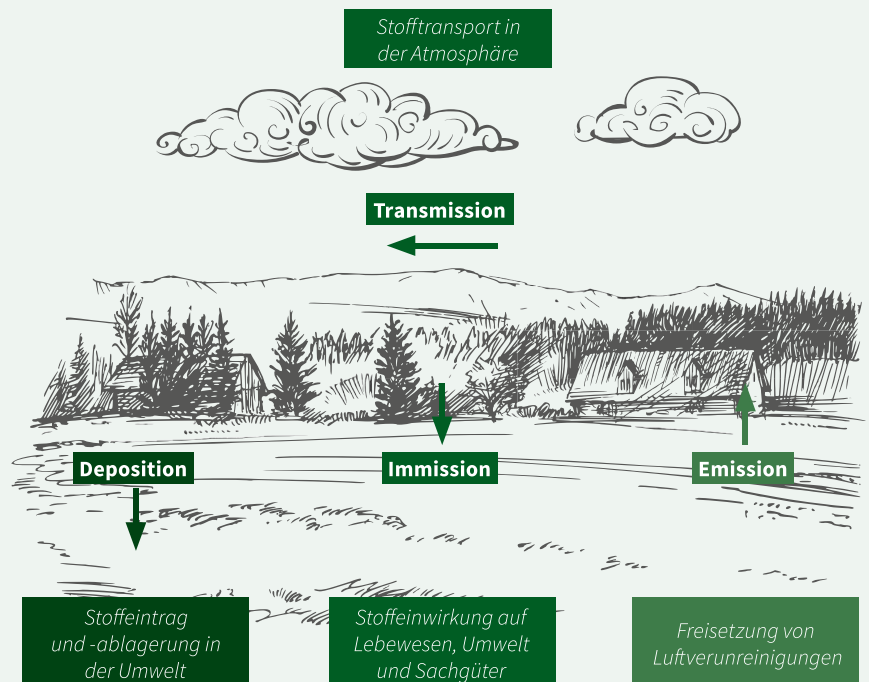 Stofftransport in
der Atmosphäre
Transmission
Deposition
Immission
Emission
Stoffeintrag
und -ablagerung in
der Umwelt
Stoffeinwirkung auf
Lebewesen, Umwelt
und Sachgüter
Freisetzung von
Luftverunreinigungen